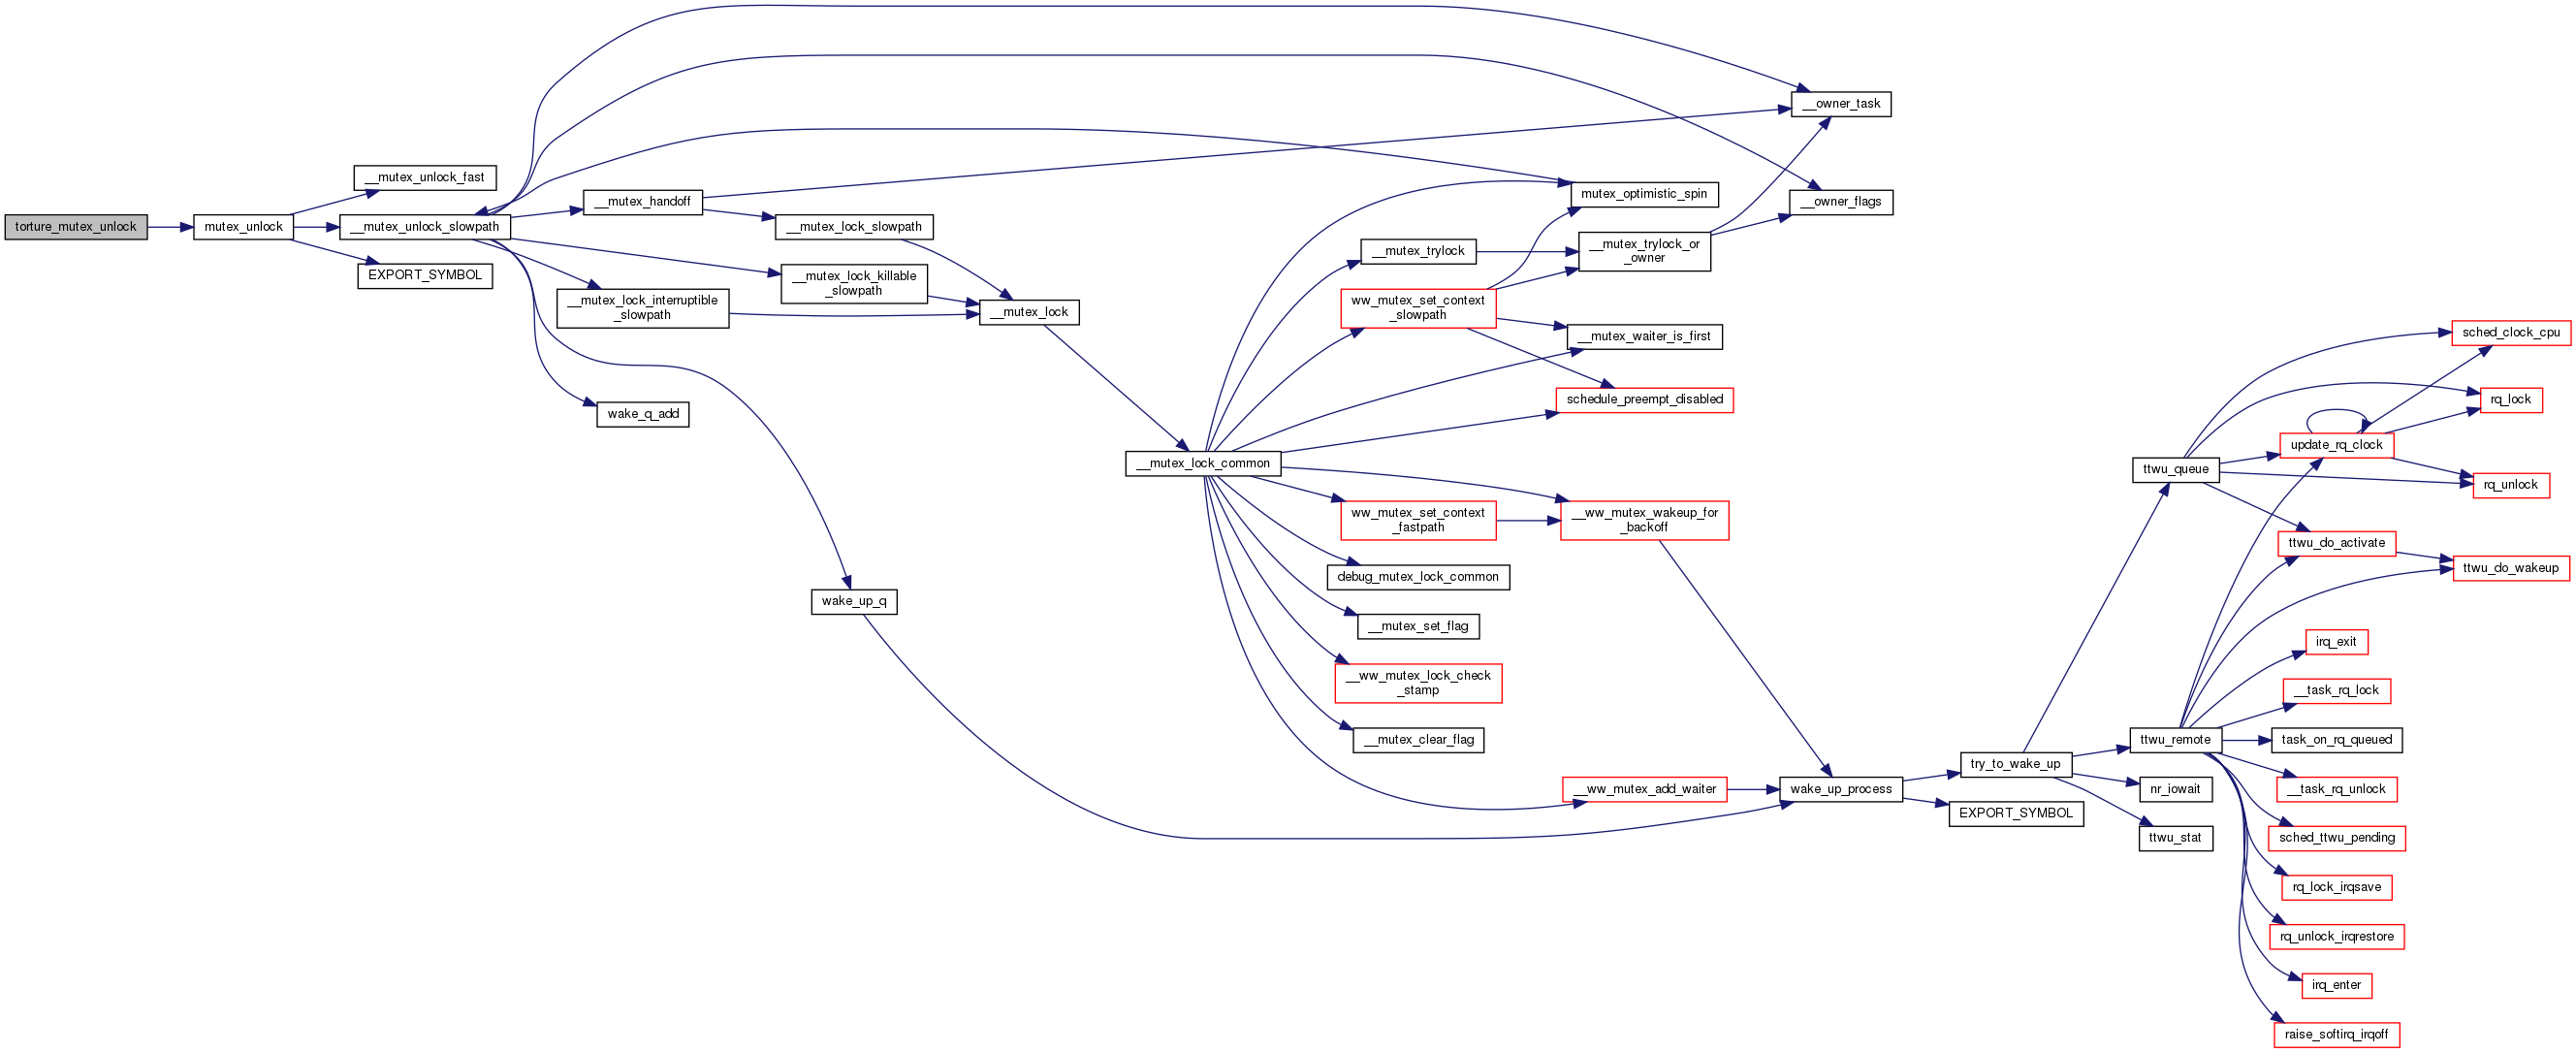 torture_mutex_unlock
mutex_unlock
__mutex_unlock_fast
__mutex_unlock_slowpath
EXPORT_SYMBOL
__mutex_handoff
__mutex_lock_slowpath
__mutex_lock_killable
_slowpath
__mutex_lock_interruptible
_slowpath
__mutex_lock
wake_q_add
wake_up_q
__mutex_lock_common
__owner_task
mutex_optimistic_spin
__owner_flags
__mutex_trylock
__mutex_trylock_or
_owner
ww_mutex_set_context
_slowpath
__mutex_waiter_is_first
schedule_preempt_disabled
ww_mutex_set_context
_fastpath
__ww_mutex_wakeup_for
_backoff
debug_mutex_lock_common
__mutex_set_flag
__ww_mutex_lock_check
_stamp
__mutex_clear_flag
__ww_mutex_add_waiter
wake_up_process
try_to_wake_up
EXPORT_SYMBOL
ttwu_queue
ttwu_remote
nr_iowait
ttwu_stat
sched_clock_cpu
rq_lock
update_rq_clock
rq_unlock
ttwu_do_activate
ttwu_do_wakeup
irq_exit
__task_rq_lock
task_on_rq_queued
__task_rq_unlock
sched_ttwu_pending
rq_lock_irqsave
rq_unlock_irqrestore
irq_enter
raise_softirq_irqoff